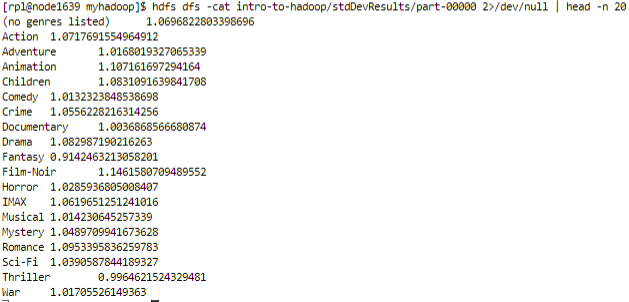 [rpl@node1639 myhadoop]$ hdfs dfs -cat intro-to-hadoop/stdDevResults/part-00000 2>/dev/null | head -n 20
(no genres listed)	1.0696822803398696
Action	1.0717691554964912
Adventure	1.0168019327065339
Animation	1.107161697294164
Children	1.0831091639841708
Comedy	1.0132323848538698
Crime	1.0556228216314256
Documentary	1.0036868566680874
Drama	1.082987190216263
Fantasy	0.9142463213058201
Film-Noir	1.1461580709489552
Horror	1.0285936805008407
IMAX	1.0619651251241016
Musical	1.014230645257339
Mystery	1.0489709941673628
Romance	1.0953395836259783
Sci-Fi	1.0390587844189327
Thriller	0.9964621524329481
War	1.01705526149363